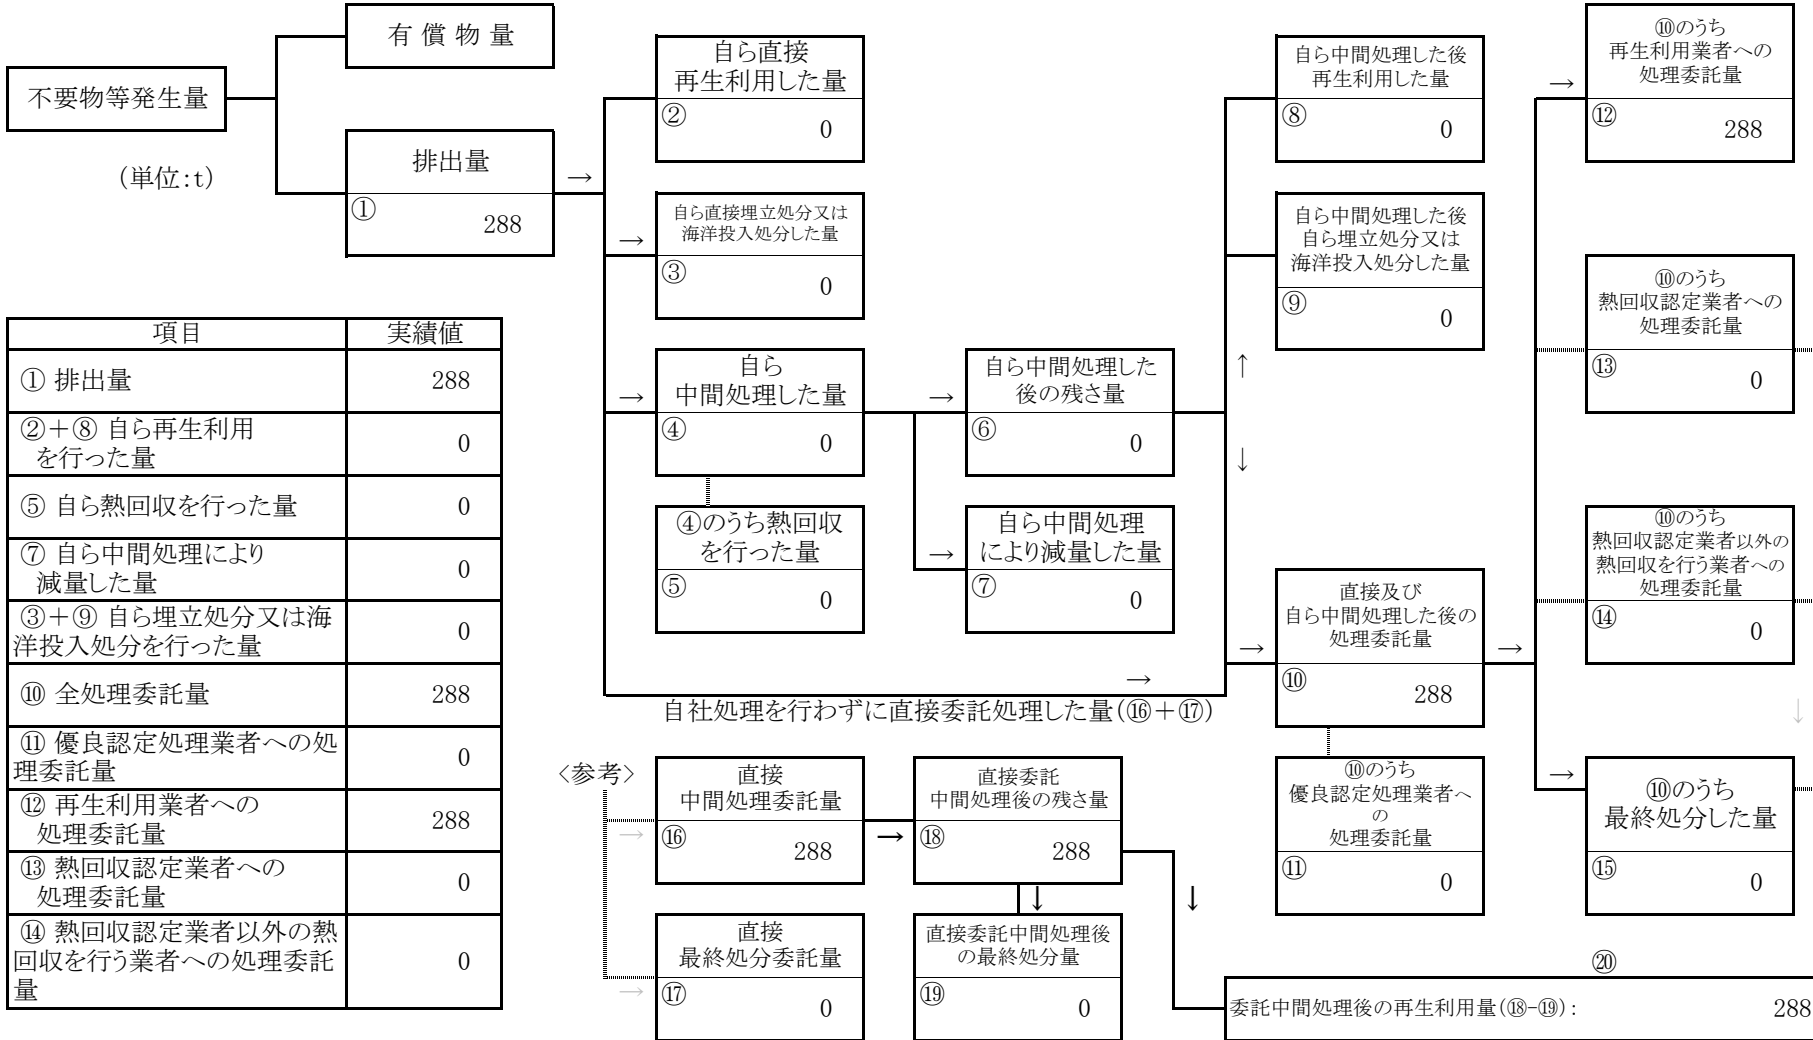 有 償 物 量
不要物等発生量
(単位:t)
排出量
①
288
→
自ら直接
再生利用した量
②
0
→
自ら直接埋立処分又は
海洋投入処分した量
③
0
→
自ら
中間処理した量
④
0
④のうち熱回収
を行った量
⑤
0
→
自ら中間処理した
後の残さ量
⑥
0
→
自ら中間処理
により減量した量
⑦
0
自ら中間処理した後
再生利用した量
⑧
0
自ら中間処理した後
自ら埋立処分又は
海洋投入処分した量
⑨
0
↑
↓
→
直接及び
自ら中間処理した後の
処理委託量
⑩
288
→
⑩のうち
優良認定処理業者へ
の
処理委託量
⑪
0
→
⑩のうち
再生利用業者への
処理委託量
⑫
288
⑩のうち
熱回収認定業者への
処理委託量
⑬
0
⑩のうち
熱回収認定業者以外の
熱回収を行う業者への
処理委託量
⑭
0
↓
→
⑩のうち
最終処分した量
⑮
0
→
自社処理を行わずに直接委託処理した量(⑯+⑰)
項目 実績値
① 排出量 288
②+⑧ 自ら再生利用
を行った量 0
⑤ 自ら熱回収を行った量 0
⑦ 自ら中間処理により
減量した量 0
③+⑨ 自ら埋立処分又は海
洋投入処分を行った量 0
⑩ 全処理委託量 288
⑪ 優良認定処理業者への処
理委託量 0
⑫ 再生利用業者への
処理委託量 288
⑬ 熱回収認定業者への
処理委託量 0
⑭ 熱回収認定業者以外の熱
回収を行う業者への処理委託
量 0
<参考>
→
直接
中間処理委託量
⑯
288
→
直接委託
中間処理後の残さ量
⑱
288
↓
↓
→
直接
最終処分委託量
⑰
0
直接委託中間処理後
の最終処分量
⑲
0
⑳
委託中間処理後の再生利用量(⑱-⑲): 288